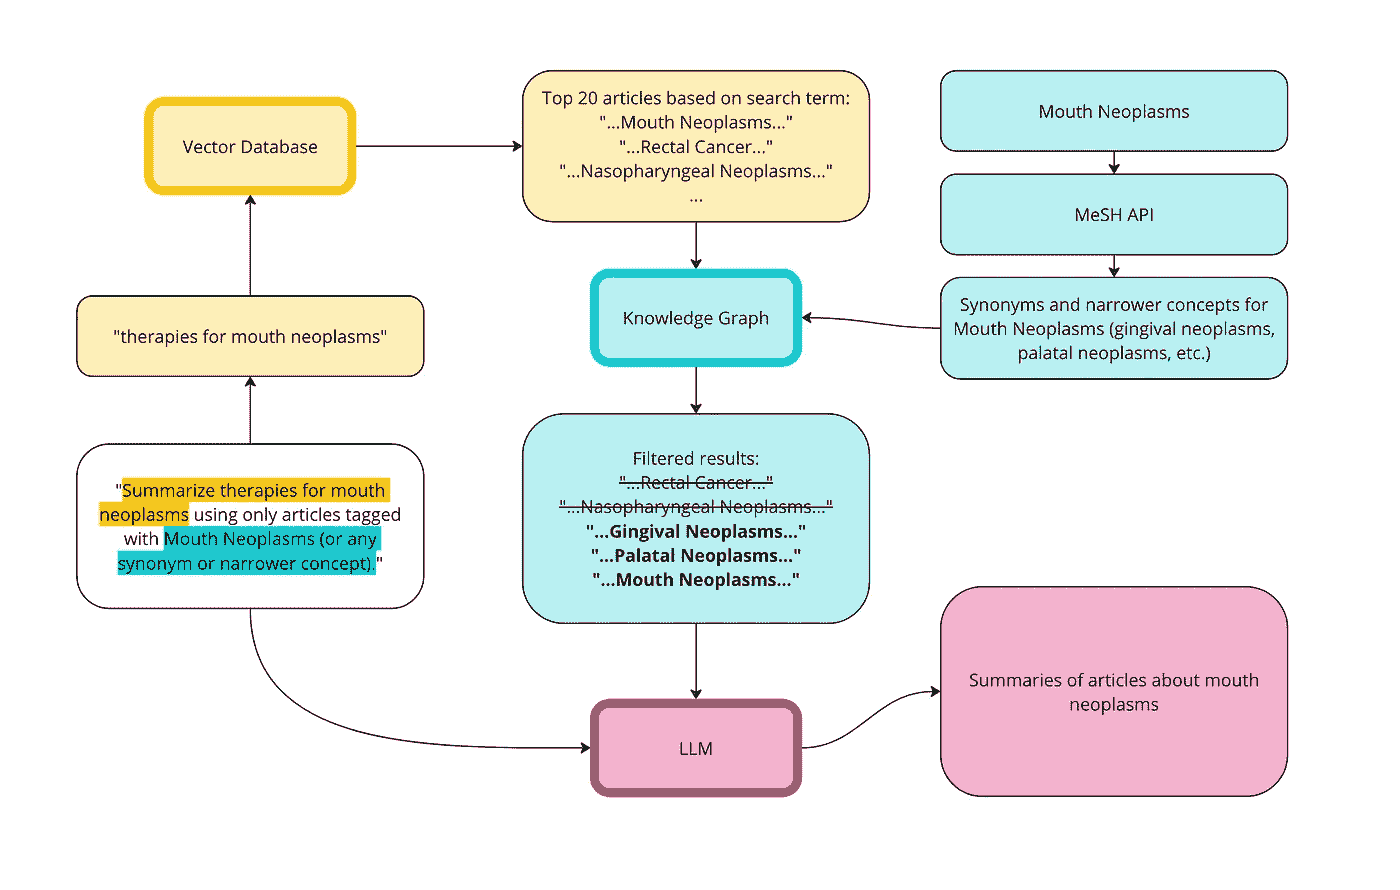 Vector Database
Top 20 articles based on search term:
"...Mouth Neoplasms..."
"...Rectal Cancer..."
"...Nasopharyngeal Neoplasms..."
...
Mouth Neoplasms
MeSH API
Synonyms and narrower concepts for
Mouth Neoplasms (gingival neoplasms,
palatal neoplasms, etc.)
Knowledge Graph
"therapies for mouth neoplasms"
"Summarize therapies for mouth
neoplasms using only articles tagged
with Mouth Neoplasms (or any
synonym or narrower concept)."
Filtered results:
"...Rectal Cancer..."
"...Nasopharyngeal Neoplasms..."
"...Gingival Neoplasms..."
"...Palatal Neoplasms..."
"...Mouth Neoplasms..."
LLM
Summaries of articles about mouth
neoplasms